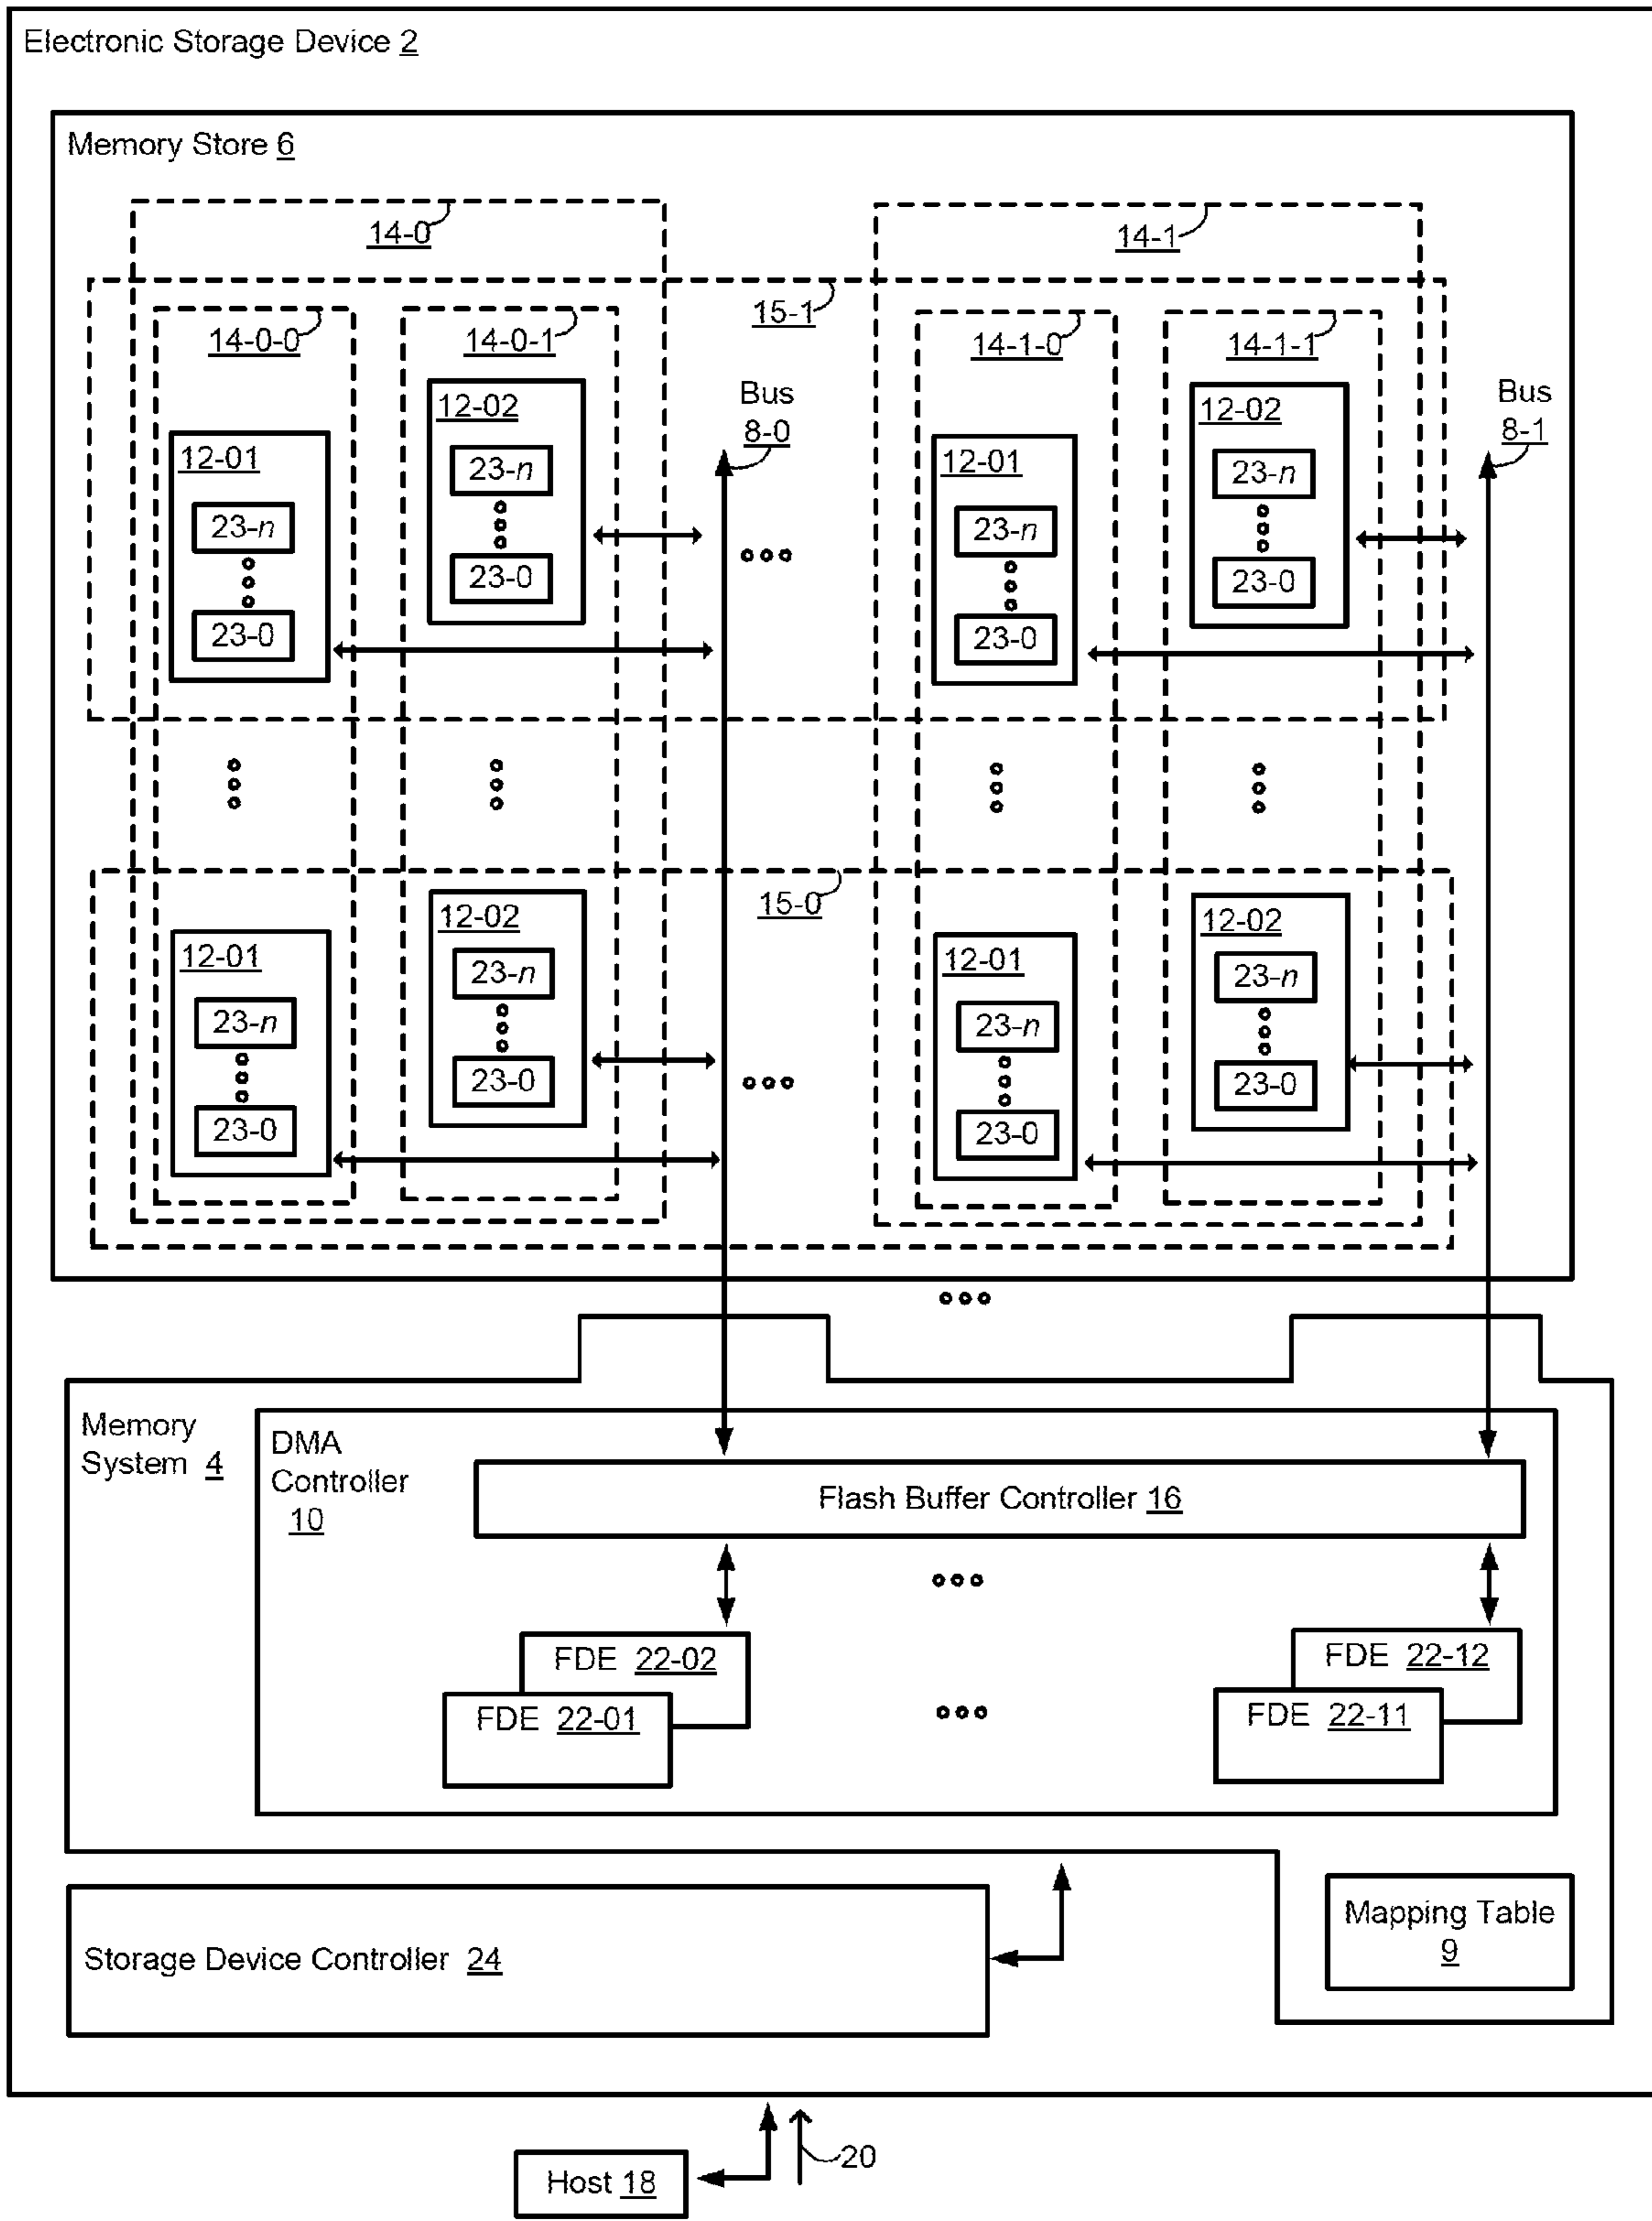 Electronic Storage Device 2
Memory Store 6
14-0
14-1
15-1
14-0-0
14-0-1
14-1-0
14-1-1
Bus
8-0
Bus
8-1
12-01
23-n
23-0
12-02
23-n
23-0
12-01
23-n
23-0
12-02
23-n
23-0
15-0
12-01
23-n
23-0
12-02
23-n
23-0
12-01
23-n
23-0
12-02
23-n
23-0
Memory
System 4
DMA
Controller
10
Flash Buffer Controller 16
FDE 22-02
FDE 22-01
FDE 22-12
FDE 22-11
Storage Device Controller 24
Mapping Table
9
Host 18
20